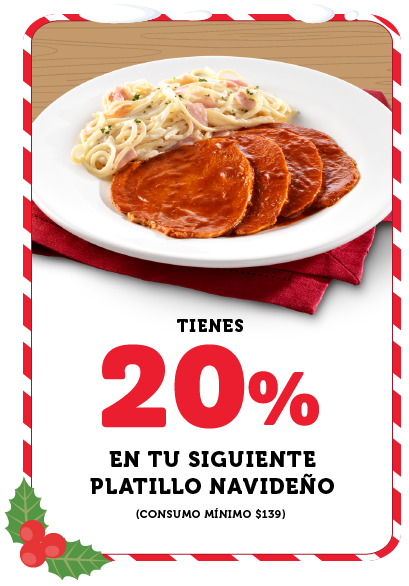 TIENES
20%
EN TU SIGUIENTE
PLATILLO NAVIDEÑO
(CONSUMO MÍNIMO $139)